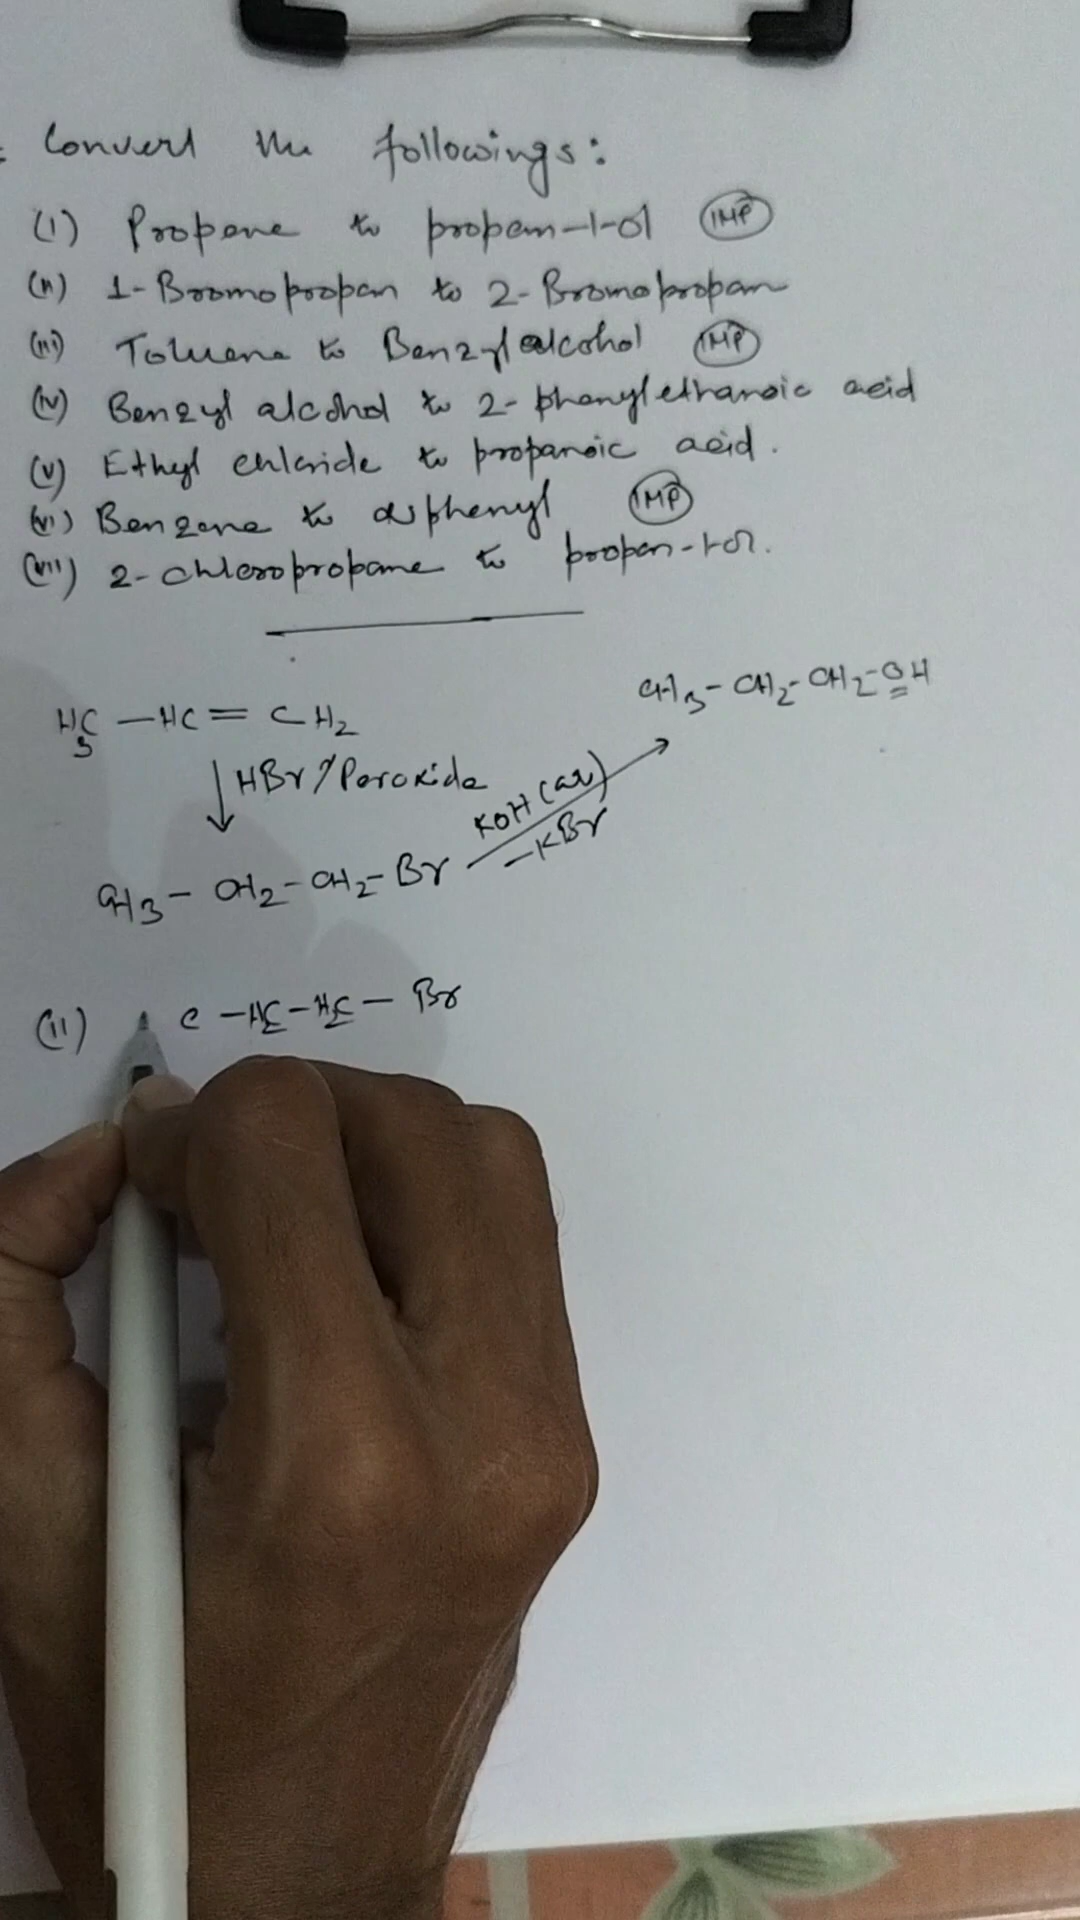 Convert the followings:
(I) Propene to propan-1-ol IMP
(II) 1-Bromopropan to 2-Bromopropan
(III) Toluene to Benzyl alcohol IMP
(IV) Benzyl alcohol to 2-phenylethanoic acid
(V) Ethyl chloride to propanoic acid.
(VI) Benzene to diphenyl IMP
(VII) 2-chloropropane to propan-1-ol.
CH3-CH2-CH2-OH
H3C-HC=CH2
HBr/Peroxide
KOH(aq)
-KBr
CH3-CH2-CH2-Br
(II) C-HC-HC-Br